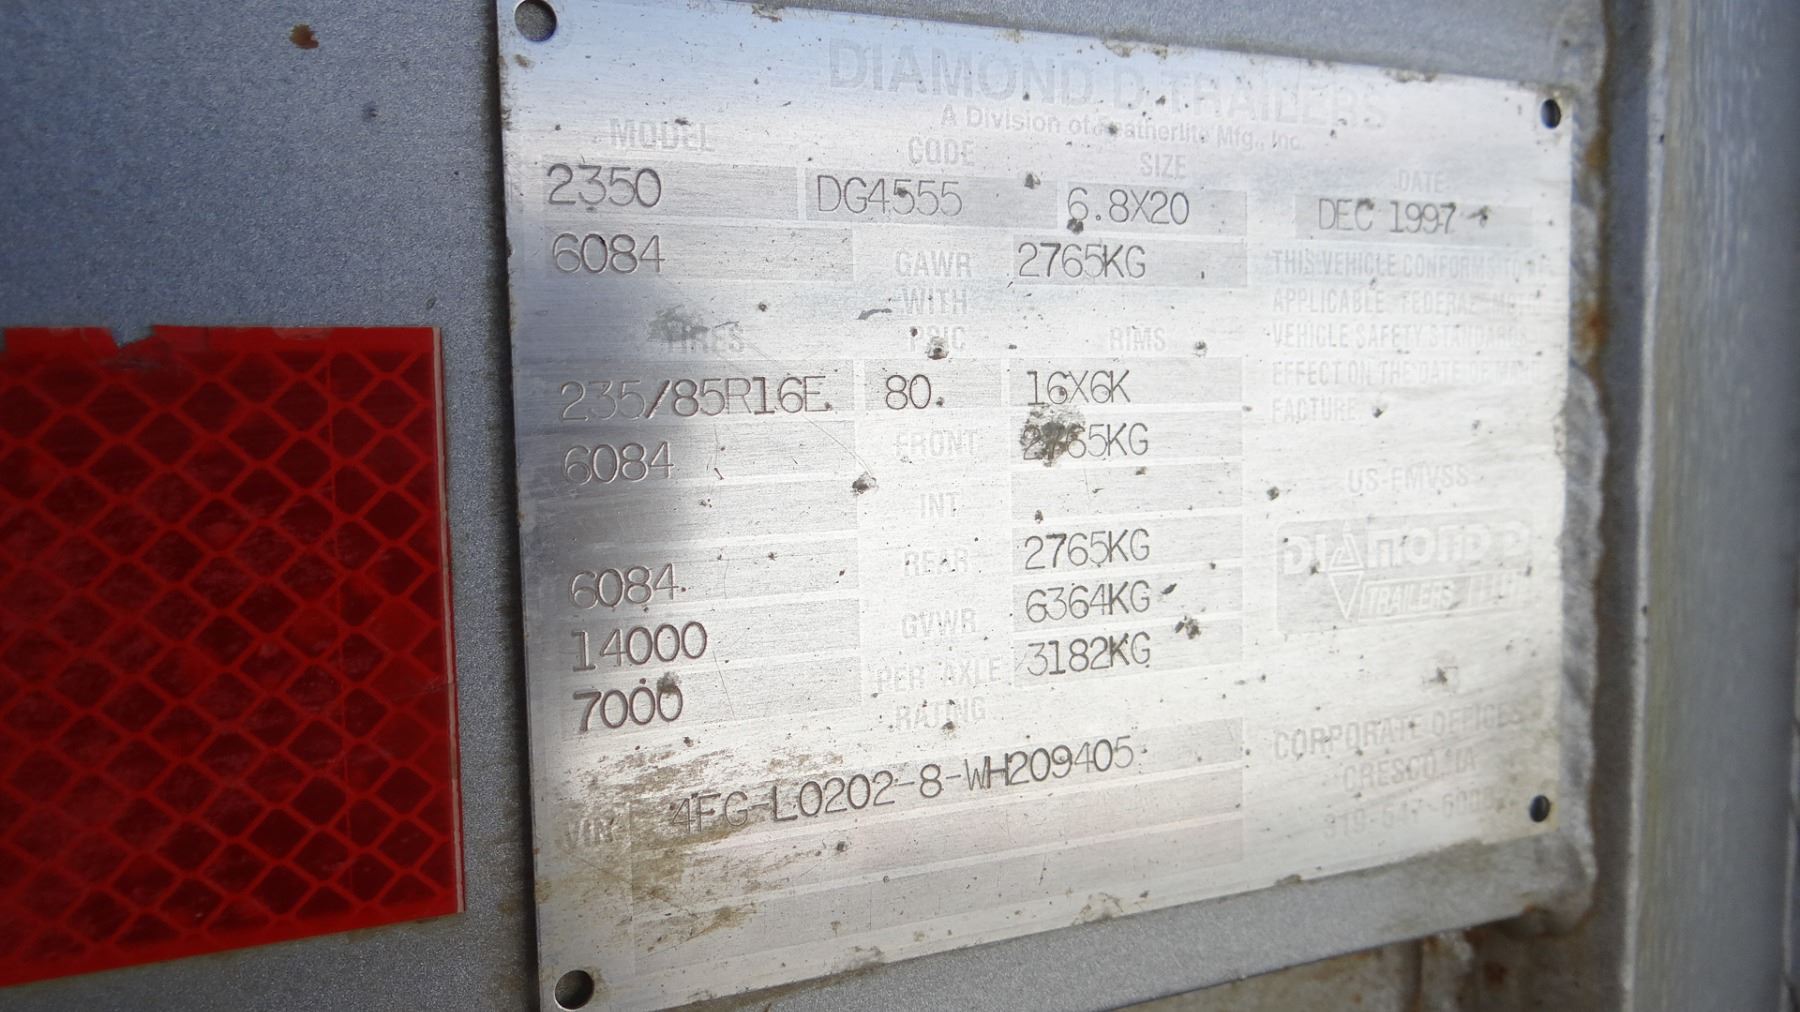 DIAMOND D TRAILERS
A Division of Featherlite Mfg., Inc.
MODEL CODE SIZE DATE
2350 DG4555 6.8X20 DEC 1997
6084 GAWR 2765KG
WITH
TIRES PSIC RIMS
235/85R16E 80 16X6K
6084 FRONT 2765KG
INT
6084 REAR 2765KG
14000 GVWR 6364KG
7000 PER AXLE 3182KG
RATING
VIN 4FG-L0202-8-WH209405
THIS VEHICLE CONFORMS TO
APPLICABLE FEDERAL
VEHICLE SAFETY STANDARDS
EFFECT ON THE DATE OF
FACTURE
US-FMVSS
DIAMOND D
TRAILERS
CORPORATE OFFICES
CRESCO, IA